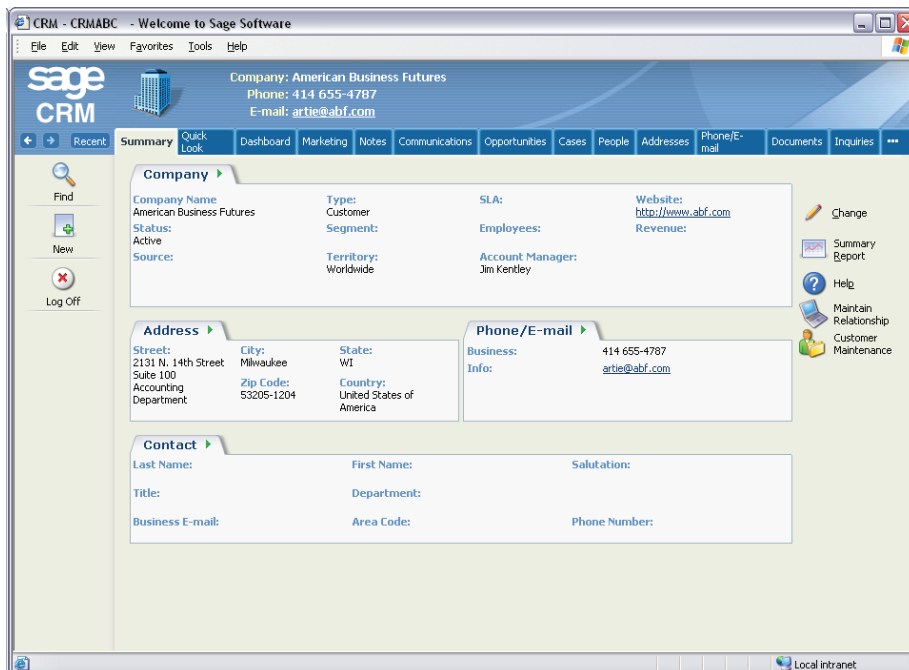 CRM - CRMABC - Welcome to Sage Software
File Edit View Favorites Tools Help
sage
CRM
Company: American Business Futures
Phone: 414 655-4787
E-mail: artie@abf.com
Recent Summary Quick Look Dashboard Marketing Notes Communications Opportunities Cases People Addresses Phone/E-mail Documents Inquiries
Find
New
Log Off
Company
Company Name Type: SLA: Website:
American Business Futures Customer http://www.abf.com
Status: Segment: Employees: Revenue:
Active
Source: Territory: Account Manager:
Worldwide Jim Kentley
Change
Summary
Report
Help
Maintain
Relationship
Customer
Maintenance
Address
Street: City: State:
2131 N. 14th Street Milwaukee WI
Suite 100
Accounting Zip Code: Country:
Department 53205-1204 United States of
America
Phone/E-mail
Business: 414 655-4787
Info: artie@abf.com
Contact
Last Name: First Name: Salutation:
Title: Department:
Business E-mail: Area Code: Phone Number:
Local intranet